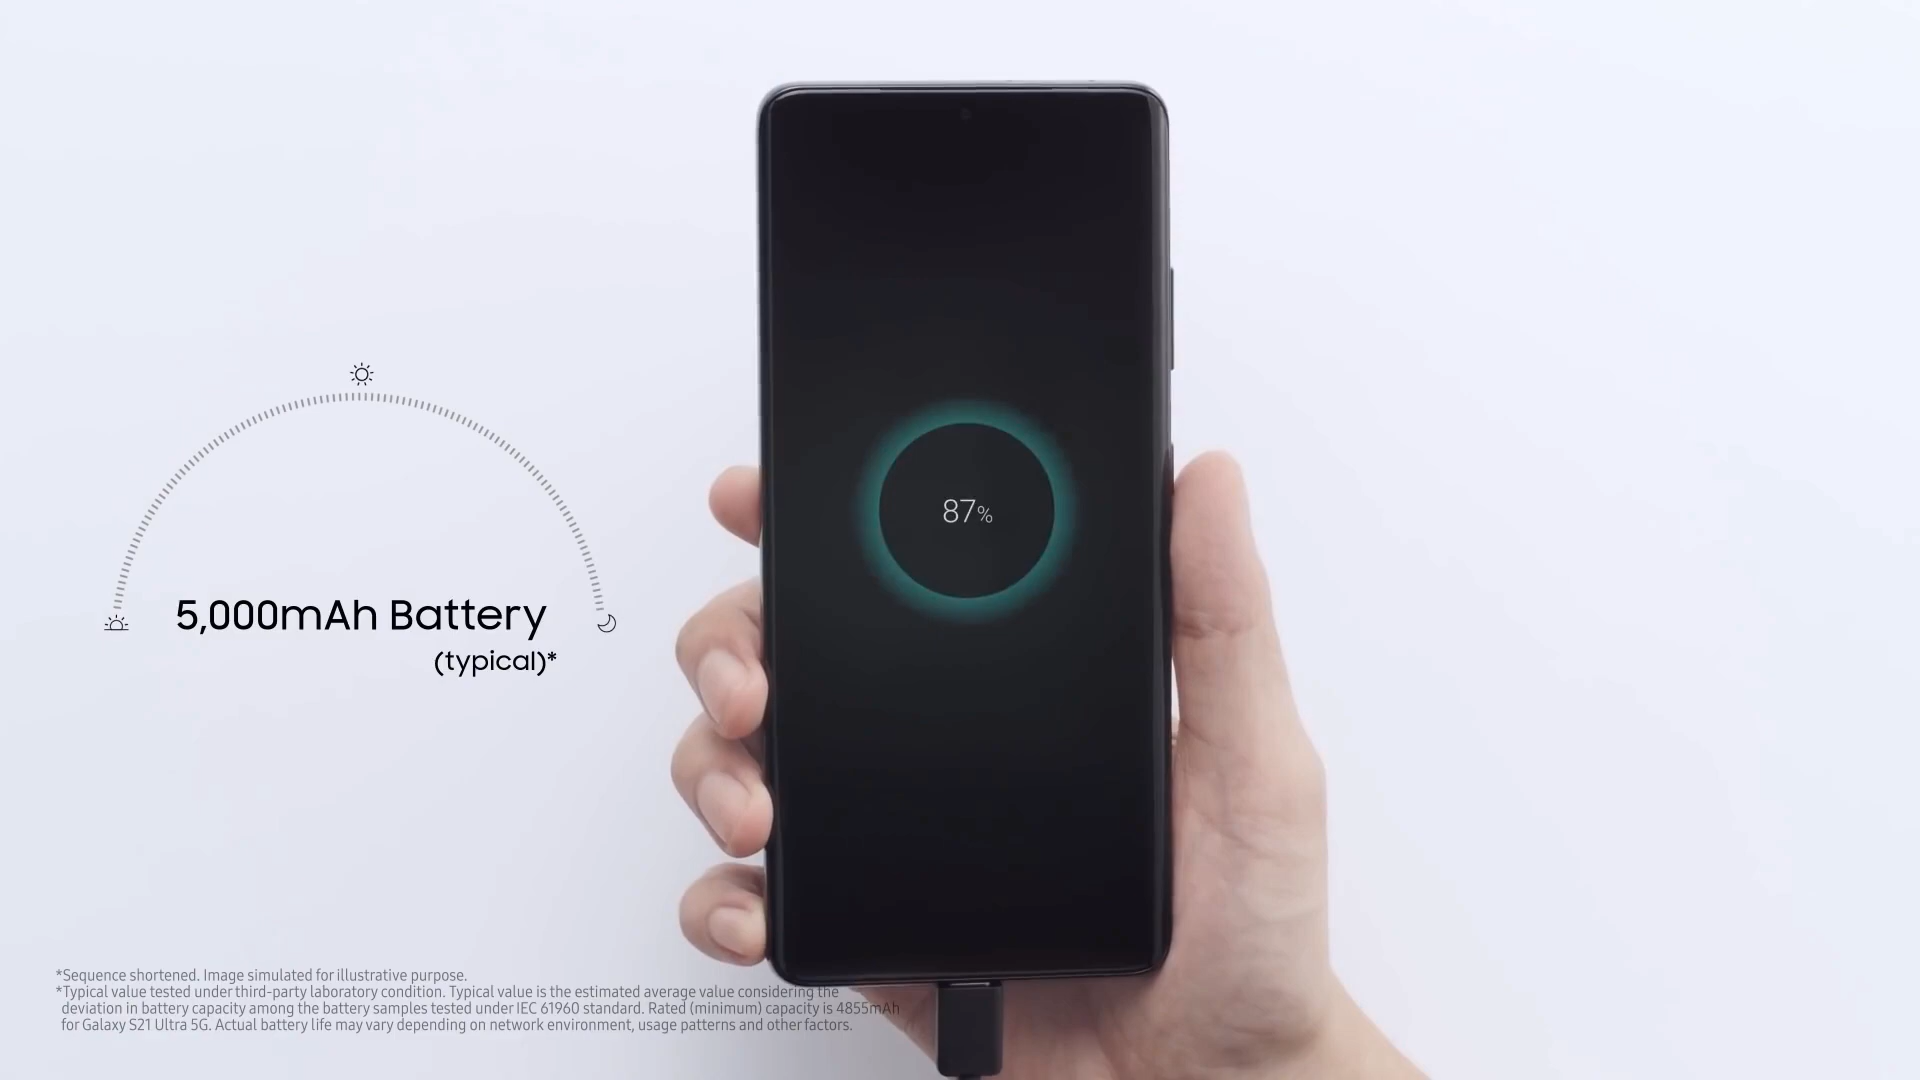 5,000mAh Battery
(typical)*
87%
*Sequence shortened. Image simulated for illustrative purpose.
*Typical value tested under third-party laboratory condition. Typical value is the estimated average value considering the
deviation in battery capacity among the battery samples tested under IEC 61960 standard. Rated (minimum) capacity is 4855mAh
for Galaxy S21 Ultra 5G. Actual battery life may vary depending on network environment, usage patterns and other factors.